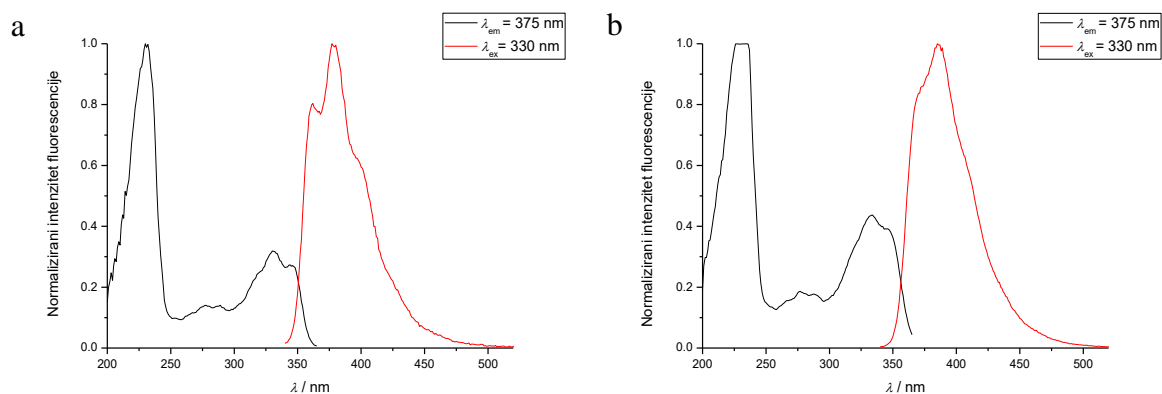 a
λem = 375 nm
λex = 330 nm
Normalizirani intenzitet fluorescencije
1.0
0.8
0.6
0.4
0.2
0.0
200 250 300 350 400 450 500
λ / nm
b
λem = 375 nm
λex = 330 nm
Normalizirani intenzitet fluorescencije
1.0
0.8
0.6
0.4
0.2
0.0
200 250 300 350 400 450 500
λ / nm